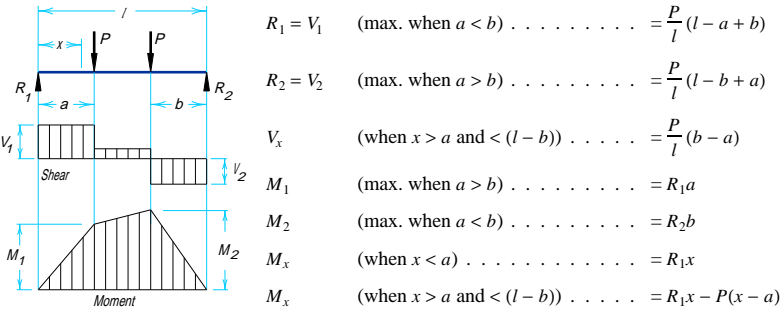 l
x
P
P
R1
R2
a
b
V1
Shear
V2
M1
M2
Moment
R1 = V1 (max. when a < b) . . . . . . . . . = P/l (l – a + b)
R2 = V2 (max. when a > b) . . . . . . . . . = P/l (l – b + a)
Vx (when x > a and < (l – b)) . . . . . = P/l (b – a)
M1 (max. when a > b) . . . . . . . . . = R1a
M2 (max. when a < b) . . . . . . . . . = R2b
Mx (when x < a) . . . . . . . . . . . . = R1x
Mx (when x > a and < (l – b)) . . . . . = R1x – P(x – a)